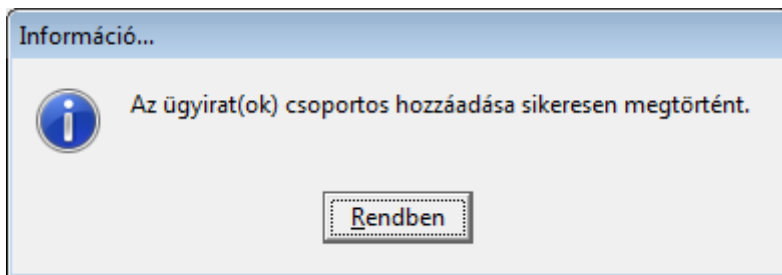 Információ...
Az ügyirat(ok) csoportos hozzáadása sikeresen megtörtént.
Rendben